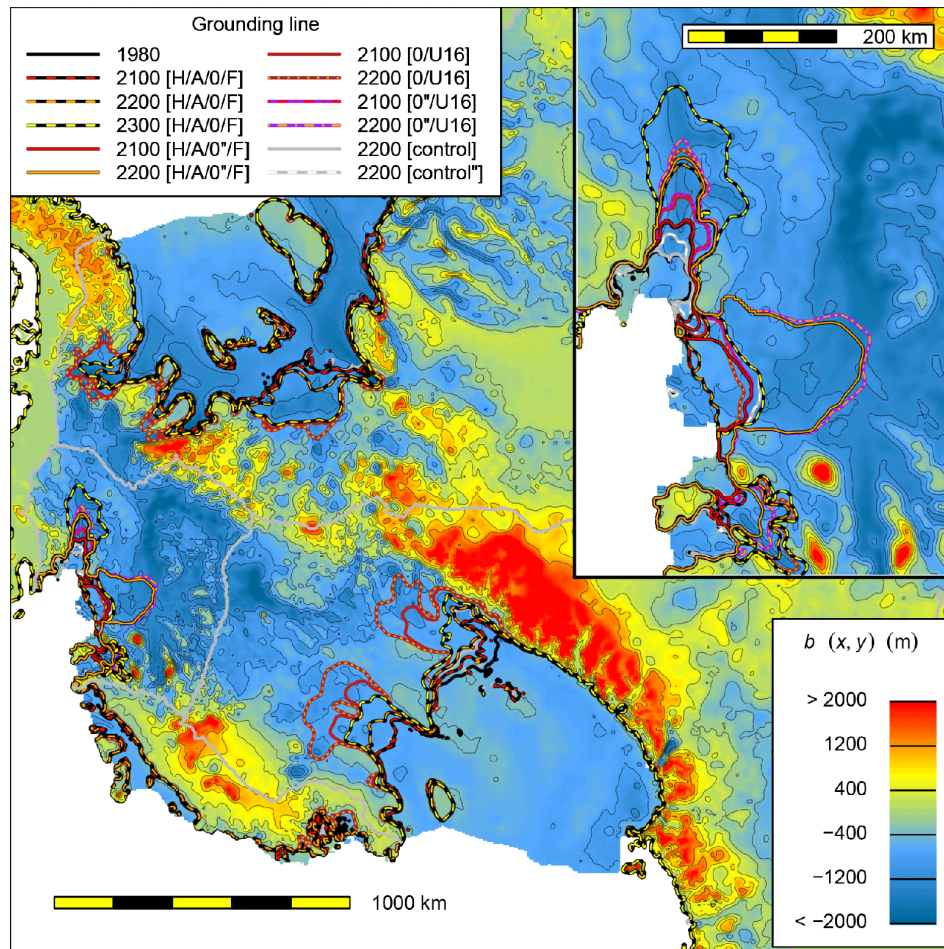 Grounding line
1980
2100 [H/A/0/F]
2200 [H/A/0/F]
2300 [H/A/0/F]
2100 [H/A/0"/F]
2200 [H/A/0"/F]
2100 [0/U16]
2200 [0/U16]
2100 [0"/U16]
2200 [0"/U16]
2200 [control]
2200 [control"]
200 km
1000 km
b (x, y) (m)
> 2000
1200
400
−400
−1200
< −2000